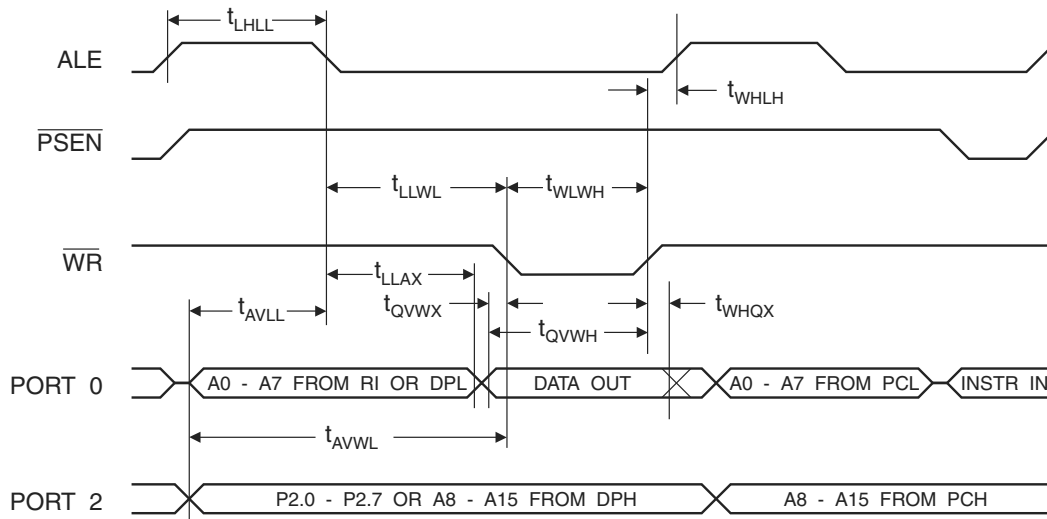 tLHLL
ALE
tWHLH
PSEN
tLLWL
tWLWH
WR
tLLAX
tQVWX
tWHQX
tAVLL
tQVWH
PORT 0
A0 - A7 FROM RI OR DPL
DATA OUT
A0 - A7 FROM PCL
INSTR IN
tAVWL
PORT 2
P2.0 - P2.7 OR A8 - A15 FROM DPH
A8 - A15 FROM PCH